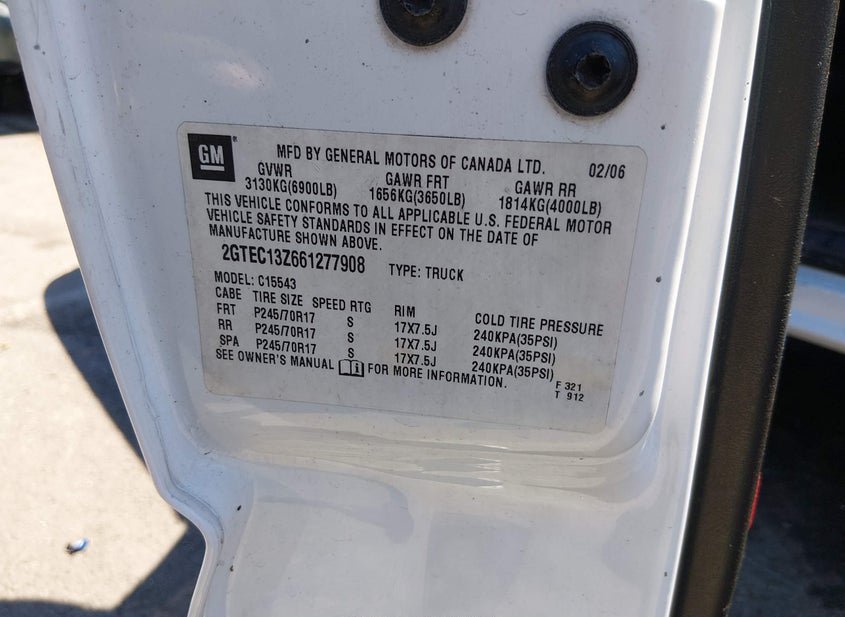 GM® MFD BY GENERAL MOTORS OF CANADA LTD. 02/06
GVWR GAWR FRT GAWR RR
3130KG(6900LB) 1656KG(3650LB) 1814KG(4000LB)
THIS VEHICLE CONFORMS TO ALL APPLICABLE U.S. FEDERAL MOTOR
VEHICLE SAFETY STANDARDS IN EFFECT ON THE DATE OF
MANUFACTURE SHOWN ABOVE.
2GTEC13Z661277908 TYPE: TRUCK
MODEL: C15543
CABE TIRE SIZE SPEED RTG RIM COLD TIRE PRESSURE
FRT P245/70R17 S 17X7.5J 240KPA(35PSI)
RR P245/70R17 S 17X7.5J 240KPA(35PSI)
SPA P245/70R17 S 17X7.5J 240KPA(35PSI)
SEE OWNER'S MANUAL FOR MORE INFORMATION.
F 321
T 912